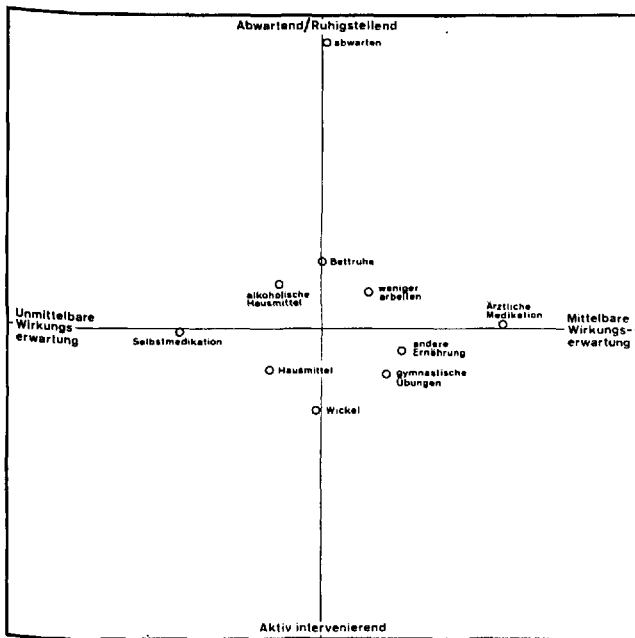 Abwartend/Ruhigstellend
abwarten
Bettruhe
alkoholische
Hausmittel
weniger
arbeiten
Ärztliche
Medikation
Unmittelbare
Wirkungs-
erwartung
Mittelbare
Wirkungs-
erwartung
Selbstmedikation
andere
Ernährung
Hausmittel
gymnastische
Übungen
Wickel
Aktiv intervenierend